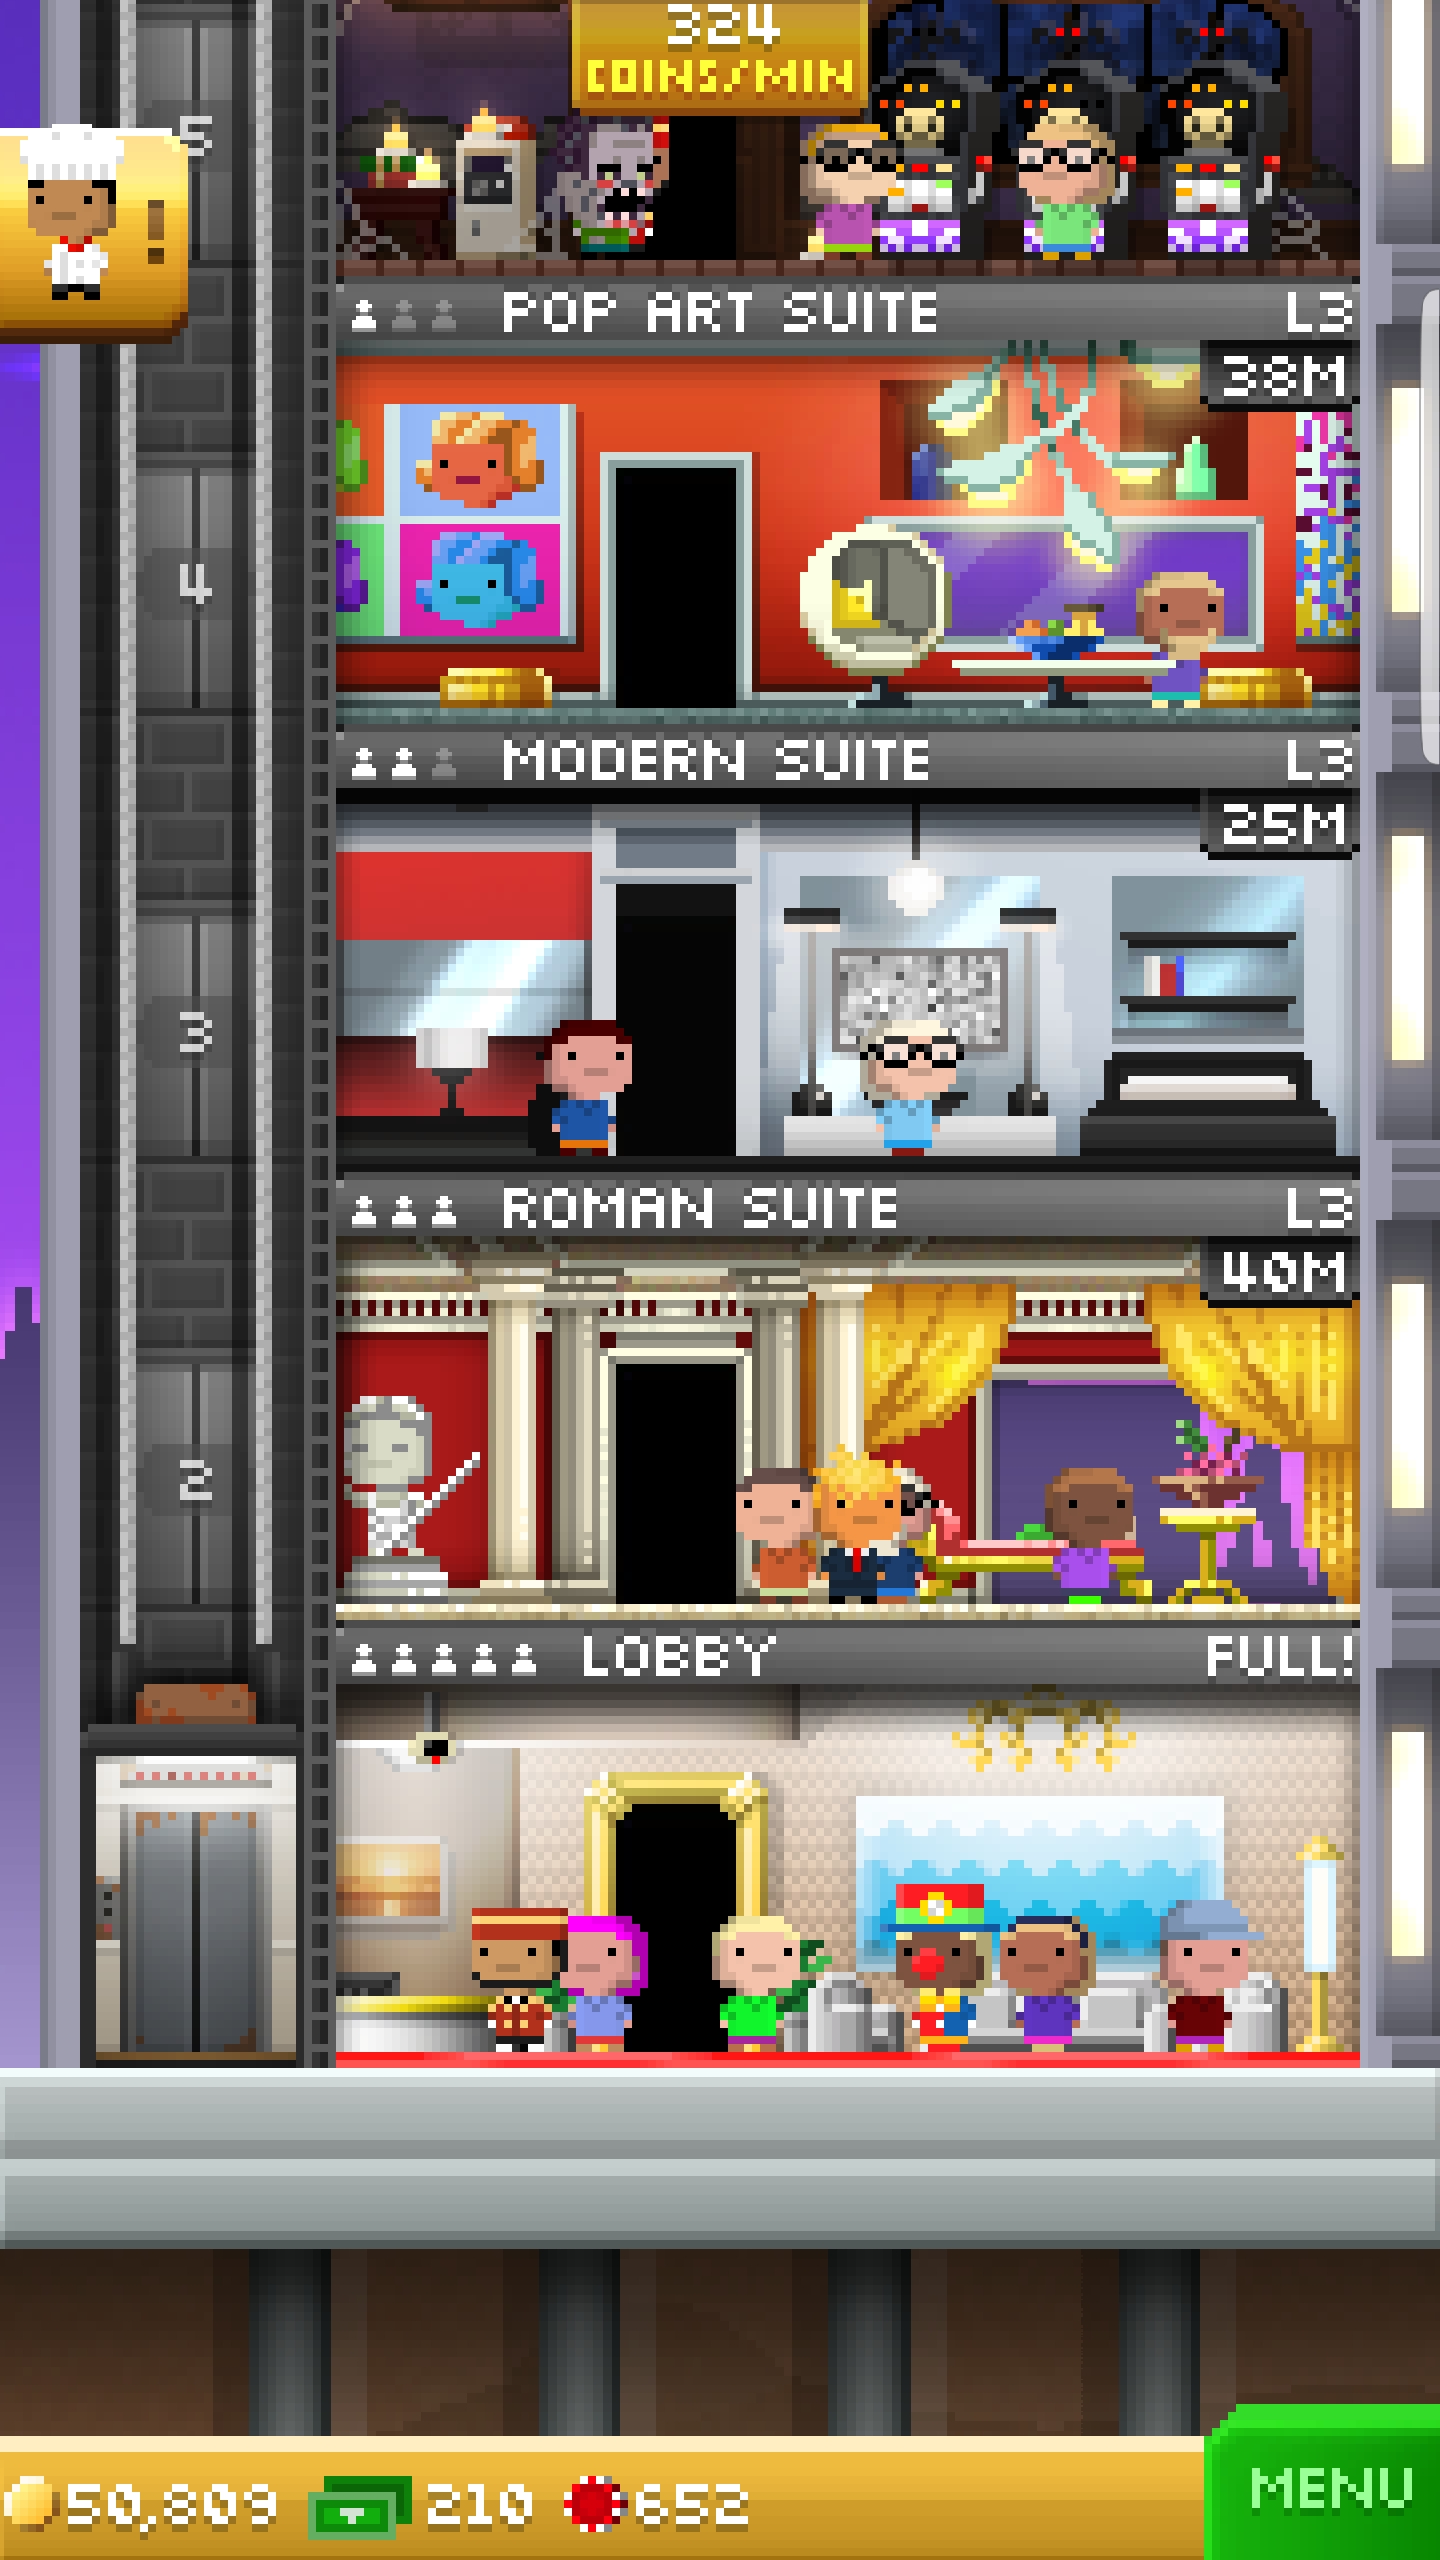 324
COINS/MIN
5
!
POP ART SUITE L3
38M
4
MODERN SUITE L3
25M
3
ROMAN SUITE L3
40M
2
LOBBY FULL!
50,809 210 652
MENU